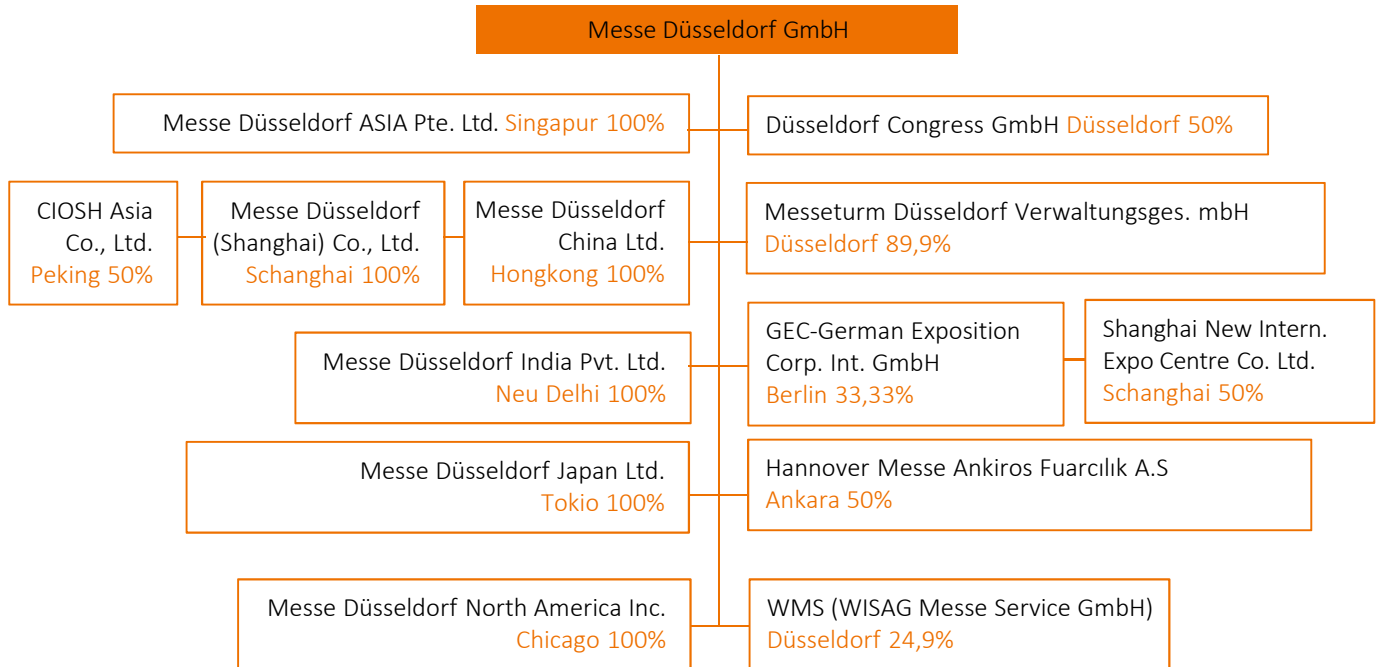 Messe Düsseldorf GmbH
Messe Düsseldorf ASIA Pte. Ltd. Singapur 100%
Düsseldorf Congress GmbH Düsseldorf 50%
CIOSH Asia
Co., Ltd.
Peking 50%
Messe Düsseldorf
(Shanghai) Co., Ltd.
Schanghai 100%
Messe Düsseldorf
China Ltd.
Hongkong 100%
Messeturm Düsseldorf Verwaltungsges. mbH
Düsseldorf 89,9%
Messe Düsseldorf India Pvt. Ltd.
Neu Delhi 100%
GEC-German Exposition
Corp. Int. GmbH
Berlin 33,33%
Shanghai New Intern.
Expo Centre Co. Ltd.
Schanghai 50%
Messe Düsseldorf Japan Ltd.
Tokio 100%
Hannover Messe Ankiros Fuarcılık A.S
Ankara 50%
Messe Düsseldorf North America Inc.
Chicago 100%
WMS (WISAG Messe Service GmbH)
Düsseldorf 24,9%